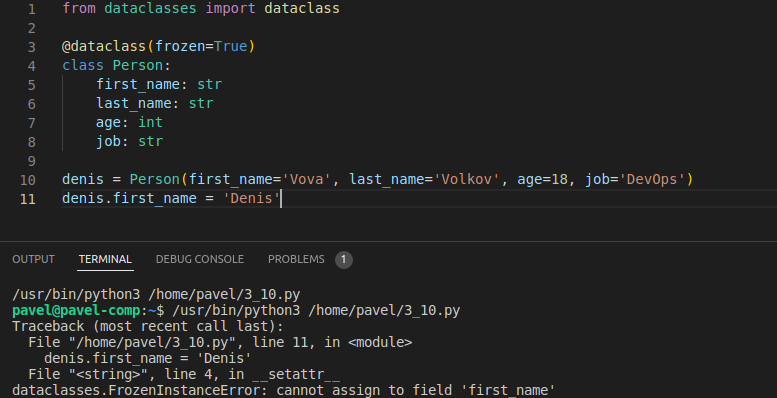 1 from dataclasses import dataclass
2
3 @dataclass(frozen=True)
4 class Person:
5     first_name: str
6     last_name: str
7     age: int
8     job: str
9
10 denis = Person(first_name='Vova', last_name='Volkov', age=18, job='DevOps')
11 denis.first_name = 'Denis'
OUTPUT TERMINAL DEBUG CONSOLE PROBLEMS 1
/usr/bin/python3 /home/pavel/3_10.py
pavel@pavel-comp:~$ /usr/bin/python3 /home/pavel/3_10.py
Traceback (most recent call last):
  File "/home/pavel/3_10.py", line 11, in <module>
    denis.first_name = 'Denis'
  File "<string>", line 4, in __setattr__
dataclasses.FrozenInstanceError: cannot assign to field 'first_name'